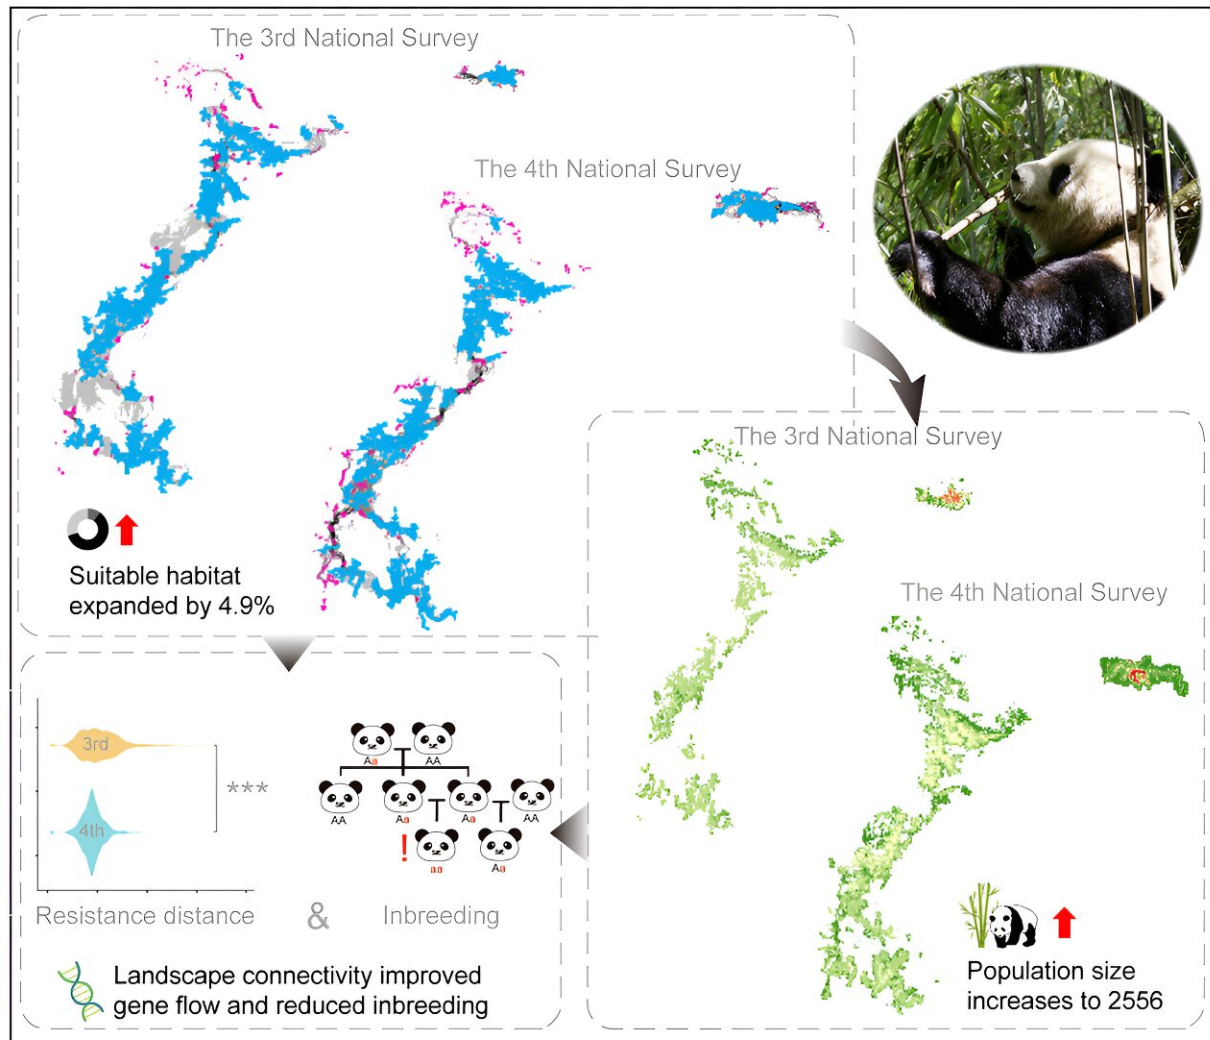 The 3rd National Survey
The 4th National Survey
Suitable habitat
expanded by 4.9%
The 3rd National Survey
The 4th National Survey
Population size
increases to 2556
3rd
4th
***
Resistance distance
&
Aa
AA
AA
Aa
Aa
AA
!
aa
Aa
Inbreeding
Landscape connectivity improved
gene flow and reduced inbreeding